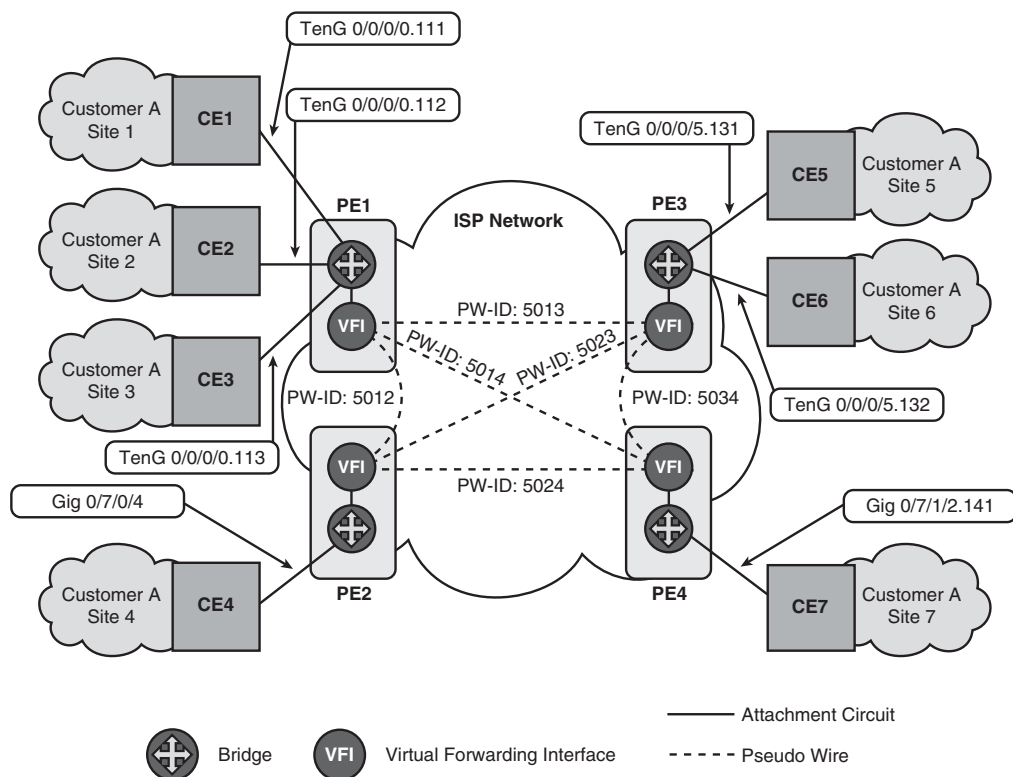 TenG 0/0/0/0.111
Customer A
Site 1
CE1
TenG 0/0/0/0.112
Customer A
Site 2
CE2
Customer A
Site 3
CE3
TenG 0/0/0/0.113
Gig 0/7/0/4
Customer A
Site 4
CE4
PE1
VFI
ISP Network
PE3
VFI
PW-ID: 5013
PW-ID: 5014
PW-ID: 5023
PW-ID: 5012
PW-ID: 5034
PW-ID: 5024
VFI
PE2
VFI
PE4
TenG 0/0/0/5.131
CE5
Customer A
Site 5
CE6
Customer A
Site 6
TenG 0/0/0/5.132
Gig 0/7/1/2.141
CE7
Customer A
Site 7
Bridge
VFI
Virtual Forwarding Interface
Attachment Circuit
Pseudo Wire